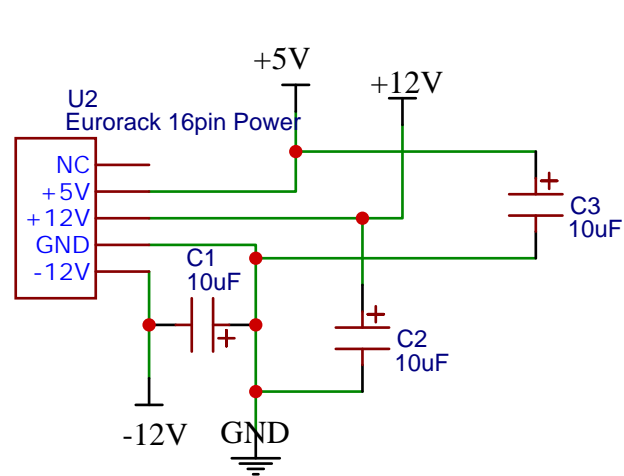 +5V
+12V
U2
Eurorack 16pin Power
NC
+5V
+12V
GND
-12V
C1
10uF
+
+
C3
10uF
+
C2
10uF
-12V
GND